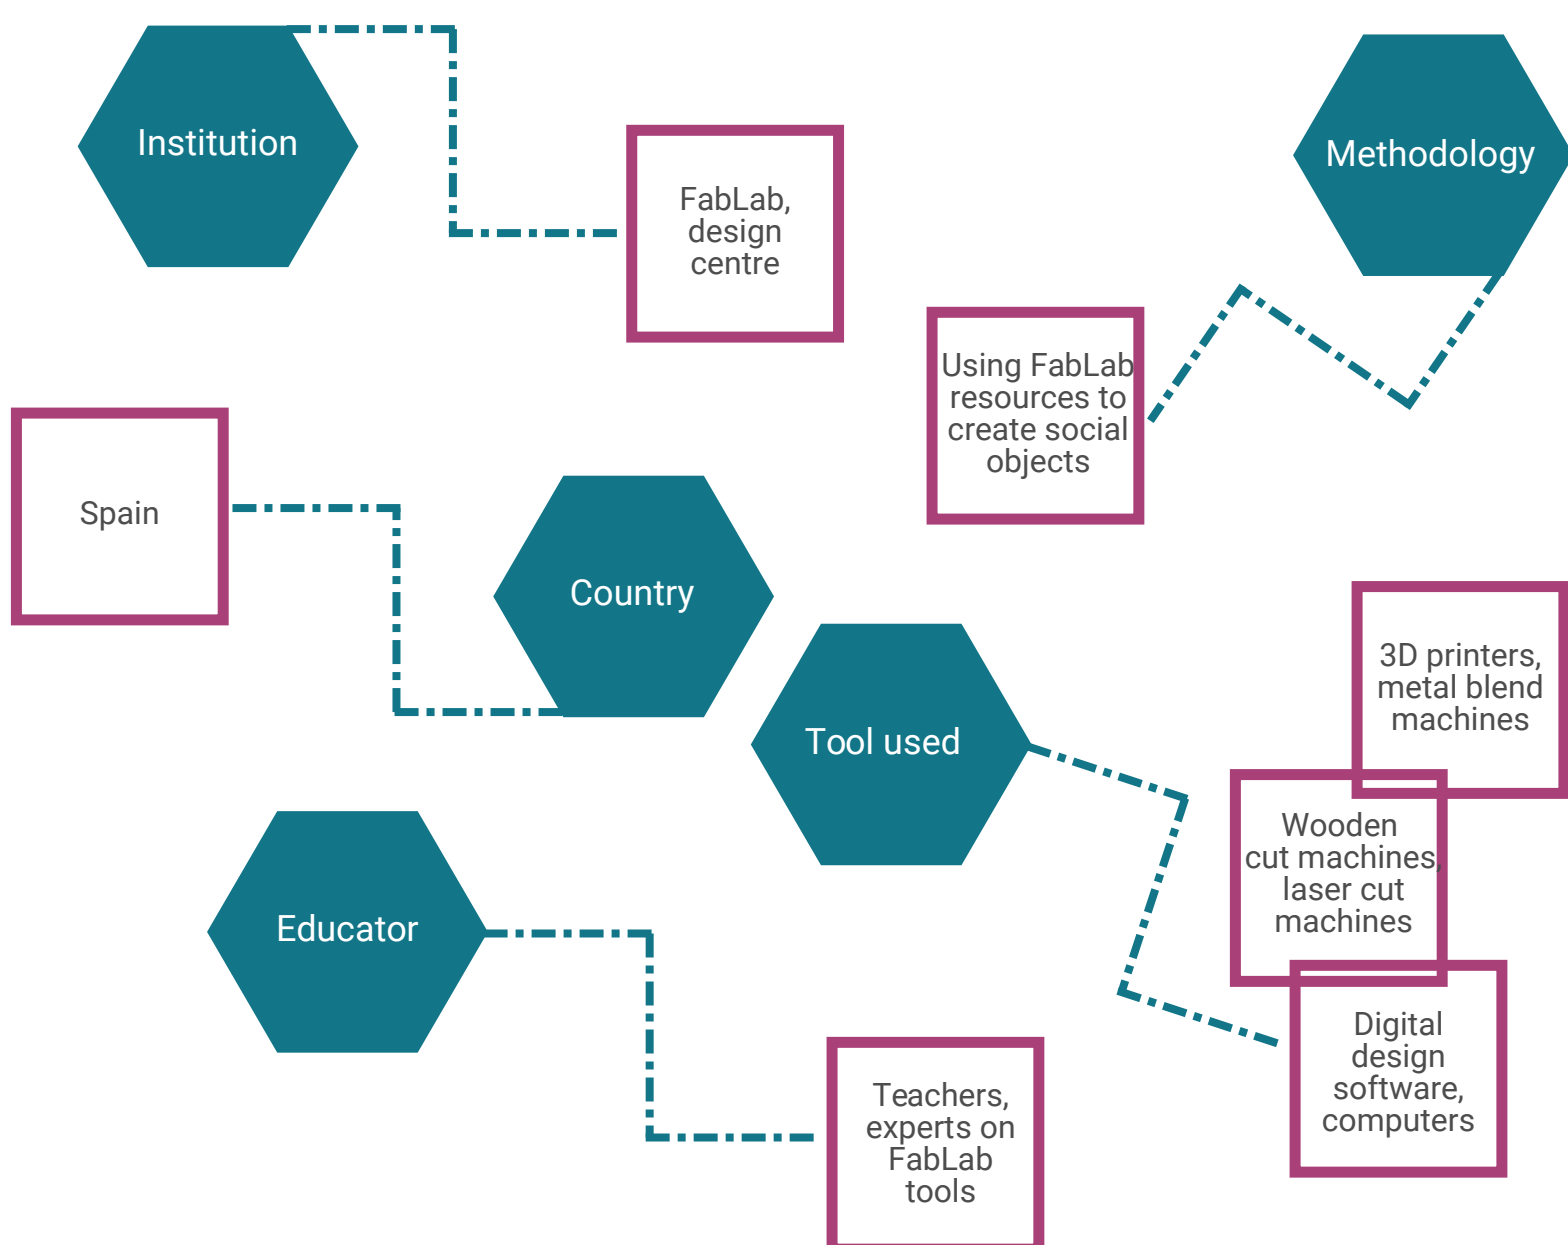 Institution
FabLab,
design
centre
Methodology
Using FabLab
resources to
create social
objects
Spain
Country
Tool used
3D printers,
metal blend
machines
Wooden
cut machines,
laser cut
machines
Digital
design
software,
computers
Educator
Teachers,
experts on
FabLab
tools